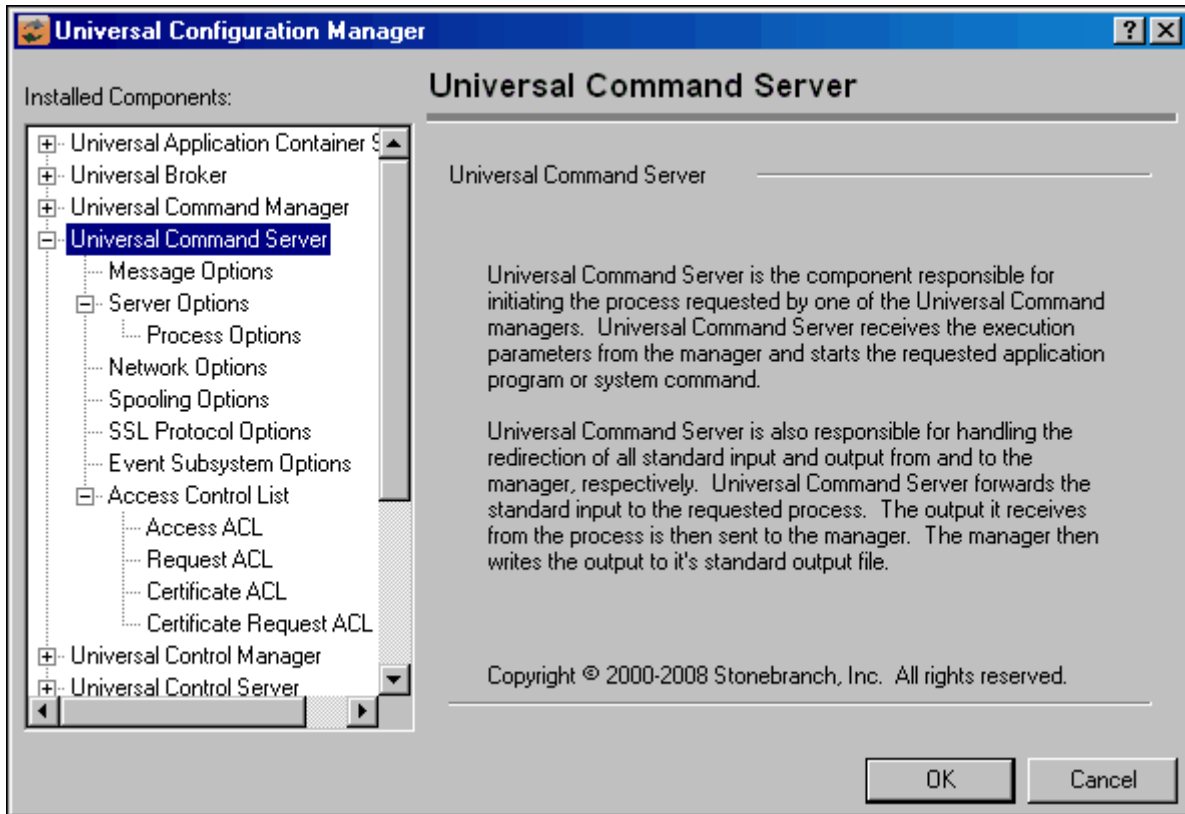 Universal Configuration Manager
Installed Components:
Universal Application Container S
Universal Broker
Universal Command Manager
Universal Command Server
Message Options
Server Options
Process Options
Network Options
Spooling Options
SSL Protocol Options
Event Subsystem Options
Access Control List
Access ACL
Request ACL
Certificate ACL
Certificate Request ACL
Universal Control Manager
Universal Control Server
Universal Command Server
Universal Command Server
Universal Command Server is the component responsible for
initiating the process requested by one of the Universal Command
managers. Universal Command Server receives the execution
parameters from the manager and starts the requested application
program or system command.
Universal Command Server is also responsible for handling the
redirection of all standard input and output from and to the
manager, respectively. Universal Command Server forwards the
standard input to the requested process. The output it receives
from the process is then sent to the manager. The manager then
writes the output to it's standard output file.
Copyright © 2000-2008 Stonebranch, Inc. All rights reserved.
OK
Cancel